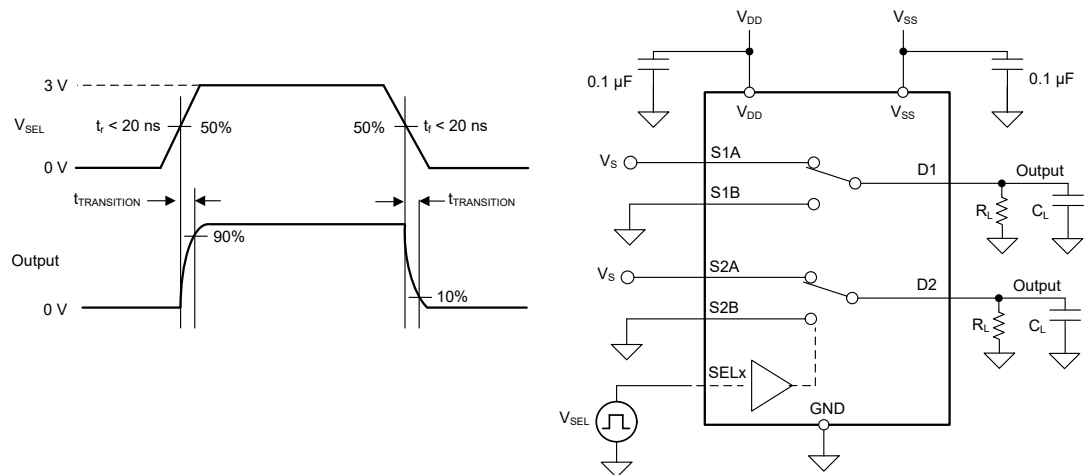 3 V
V_SEL
0 V
t_r < 20 ns
50%
50%
t_f < 20 ns
t_TRANSITION
t_TRANSITION
90%
Output
0 V
10%
V_DD
V_SS
0.1 µF
0.1 µF
V_DD
V_SS
V_S
S1A
D1
Output
S1B
R_L
C_L
V_S
S2A
D2
Output
S2B
R_L
C_L
SELx
V_SEL
GND